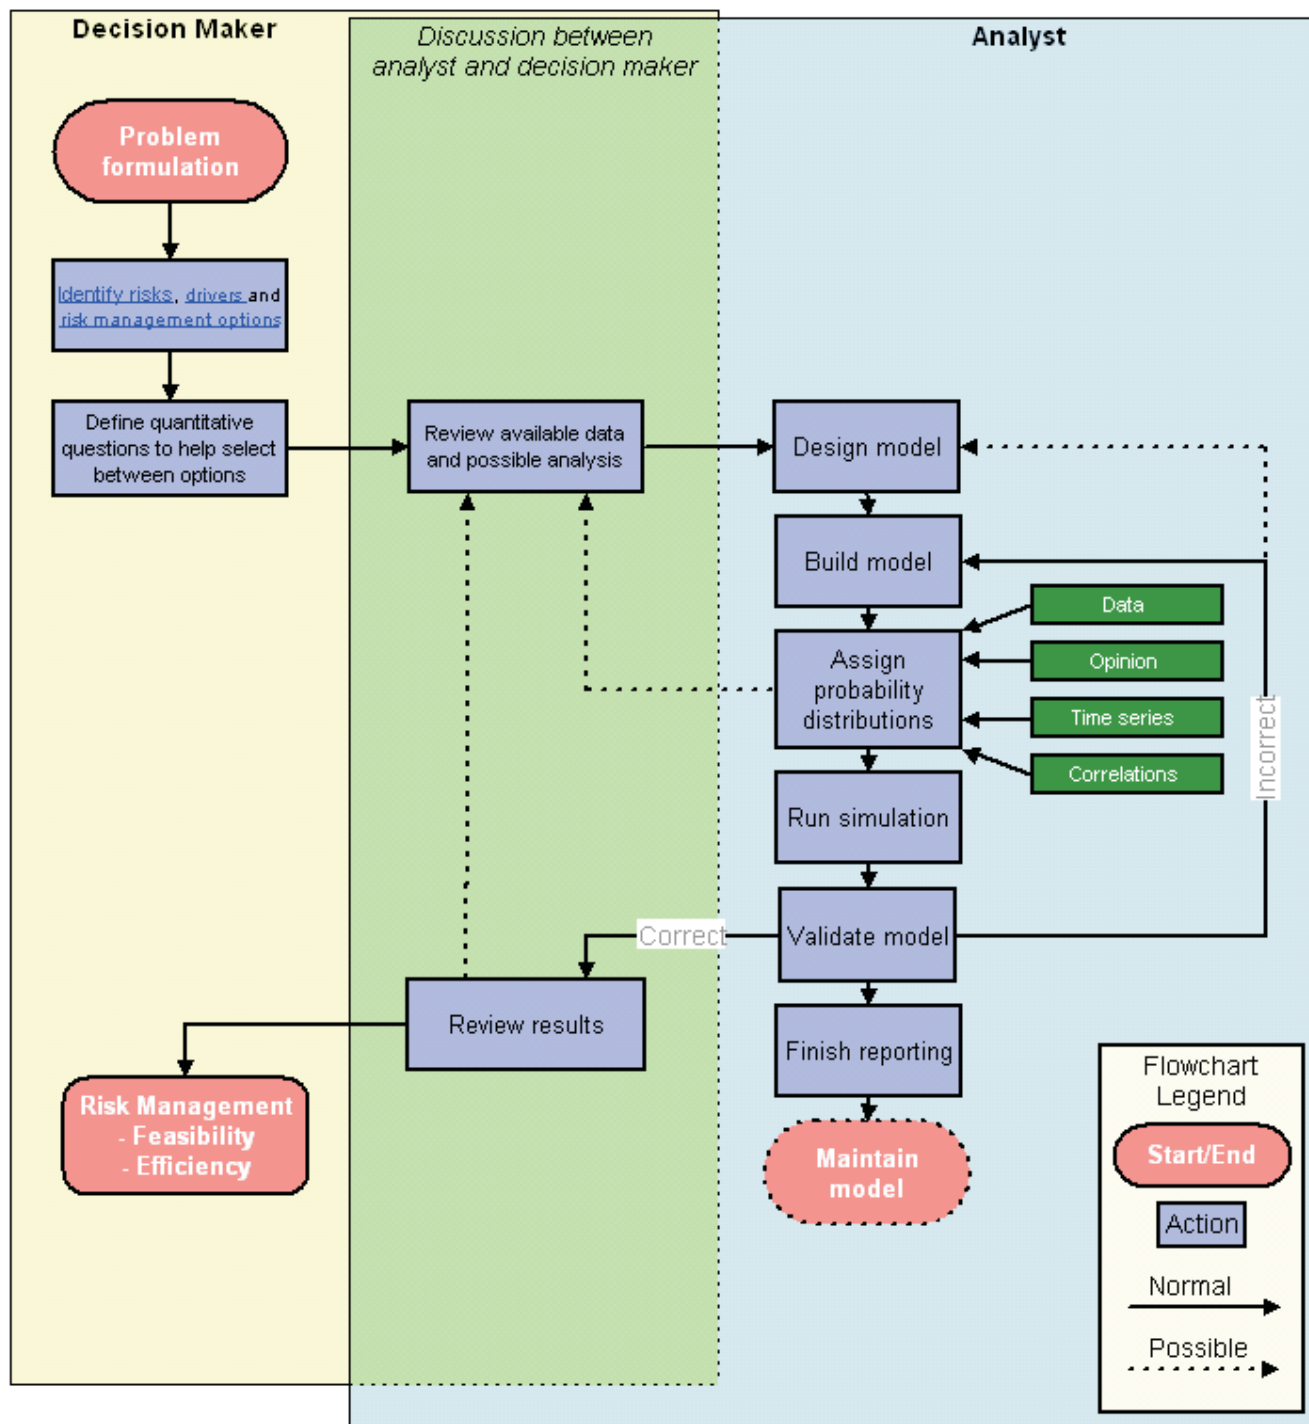 Decision Maker
Discussion between
analyst and decision maker
Analyst
Problem
formulation
Identify risks, drivers and
risk management options
Define quantitative
questions to help select
between options
Review available data
and possible analysis
Design model
Build model
Assign
probability
distributions
Data
Opinion
Time series
Correlations
Incorrect
Run simulation
Validate model
Correct
Review results
Finish reporting
Risk Management
- Feasibility
- Efficiency
Maintain
model
Flowchart
Legend
Start/End
Action
Normal
Possible